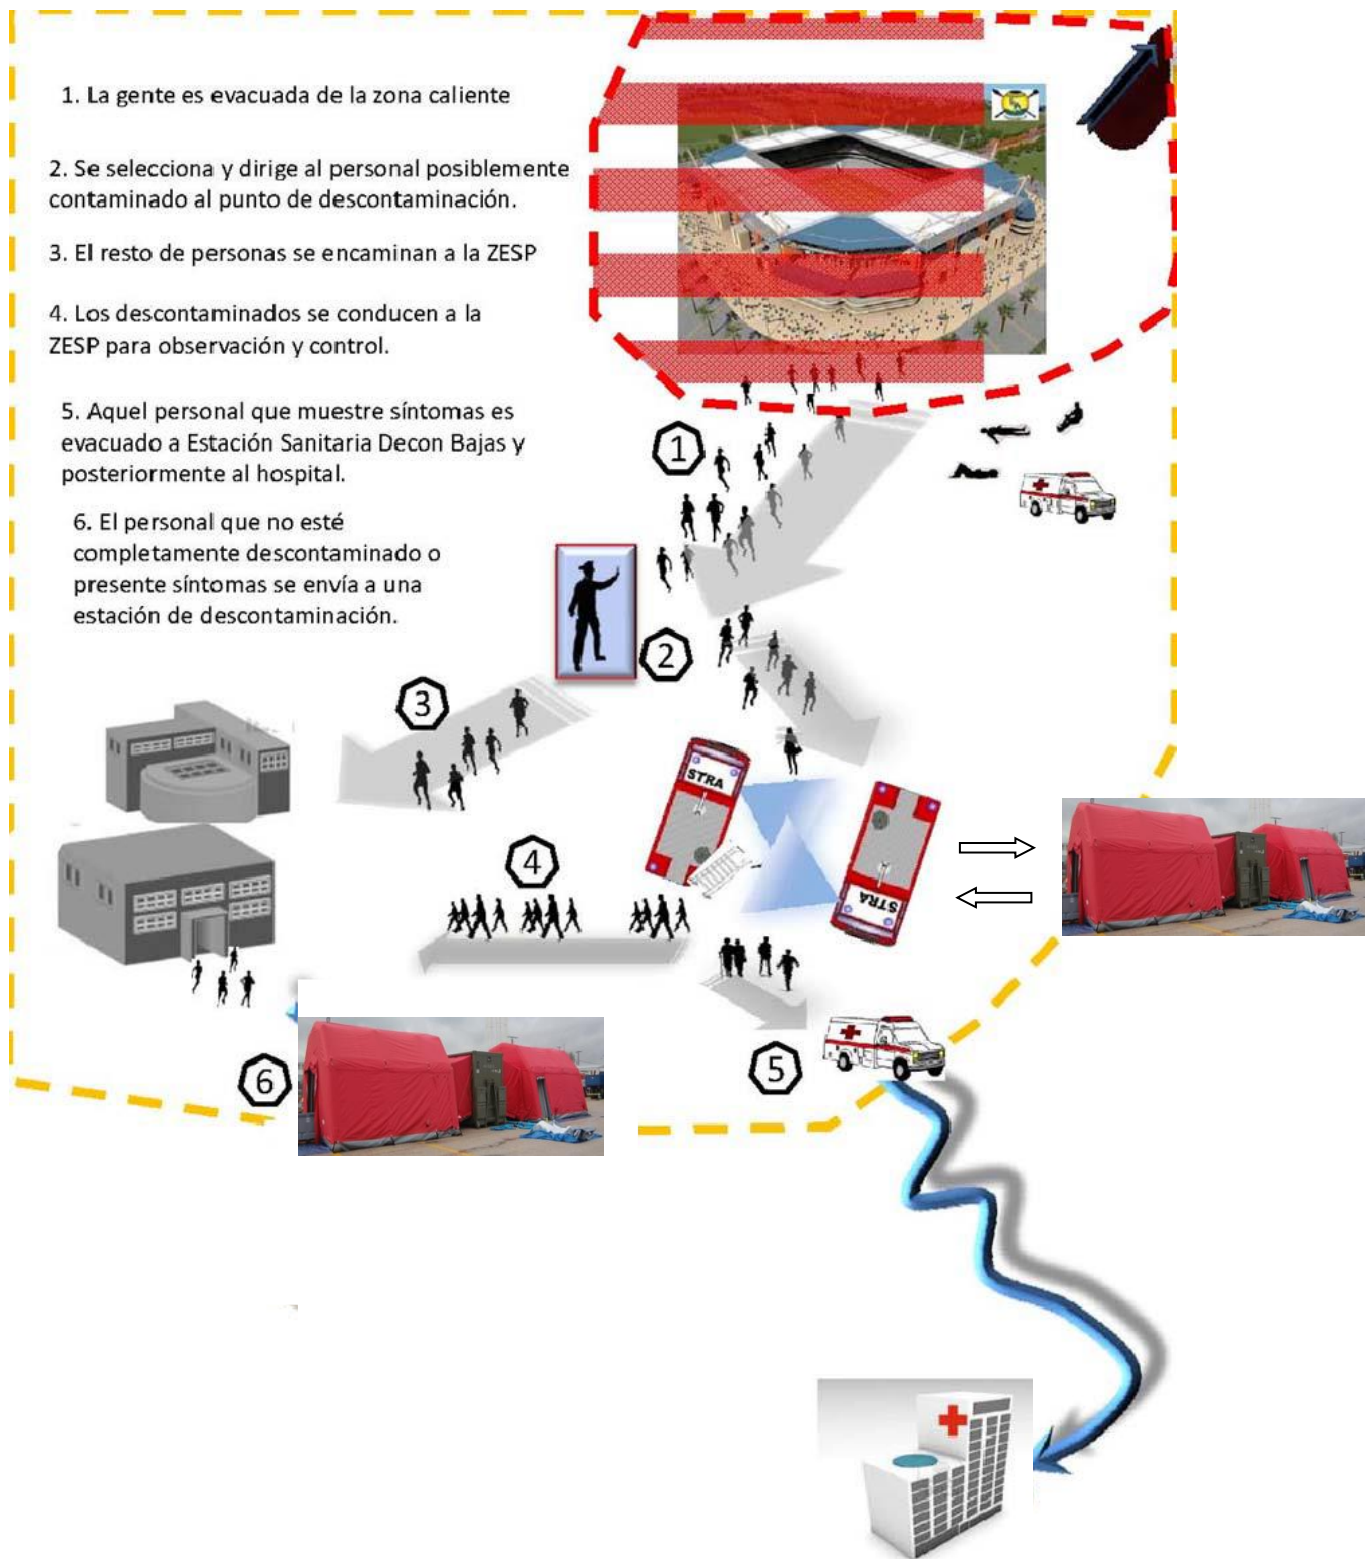 1. La gente es evacuada de la zona caliente
2. Se selecciona y dirige al personal posiblemente
contaminado al punto de descontaminación.
3. El resto de personas se encaminan a la ZESP
4. Los descontaminados se conducen a la
ZESP para observación y control.
5. Aquel personal que muestre síntomas es
evacuado a Estación Sanitaria Decon Bajas y
posteriormente al hospital.
6. El personal que no esté
completamente descontaminado o
presente síntomas se envía a una
estación de descontaminación.
1
2
3
STRA
4
STRA
5
6